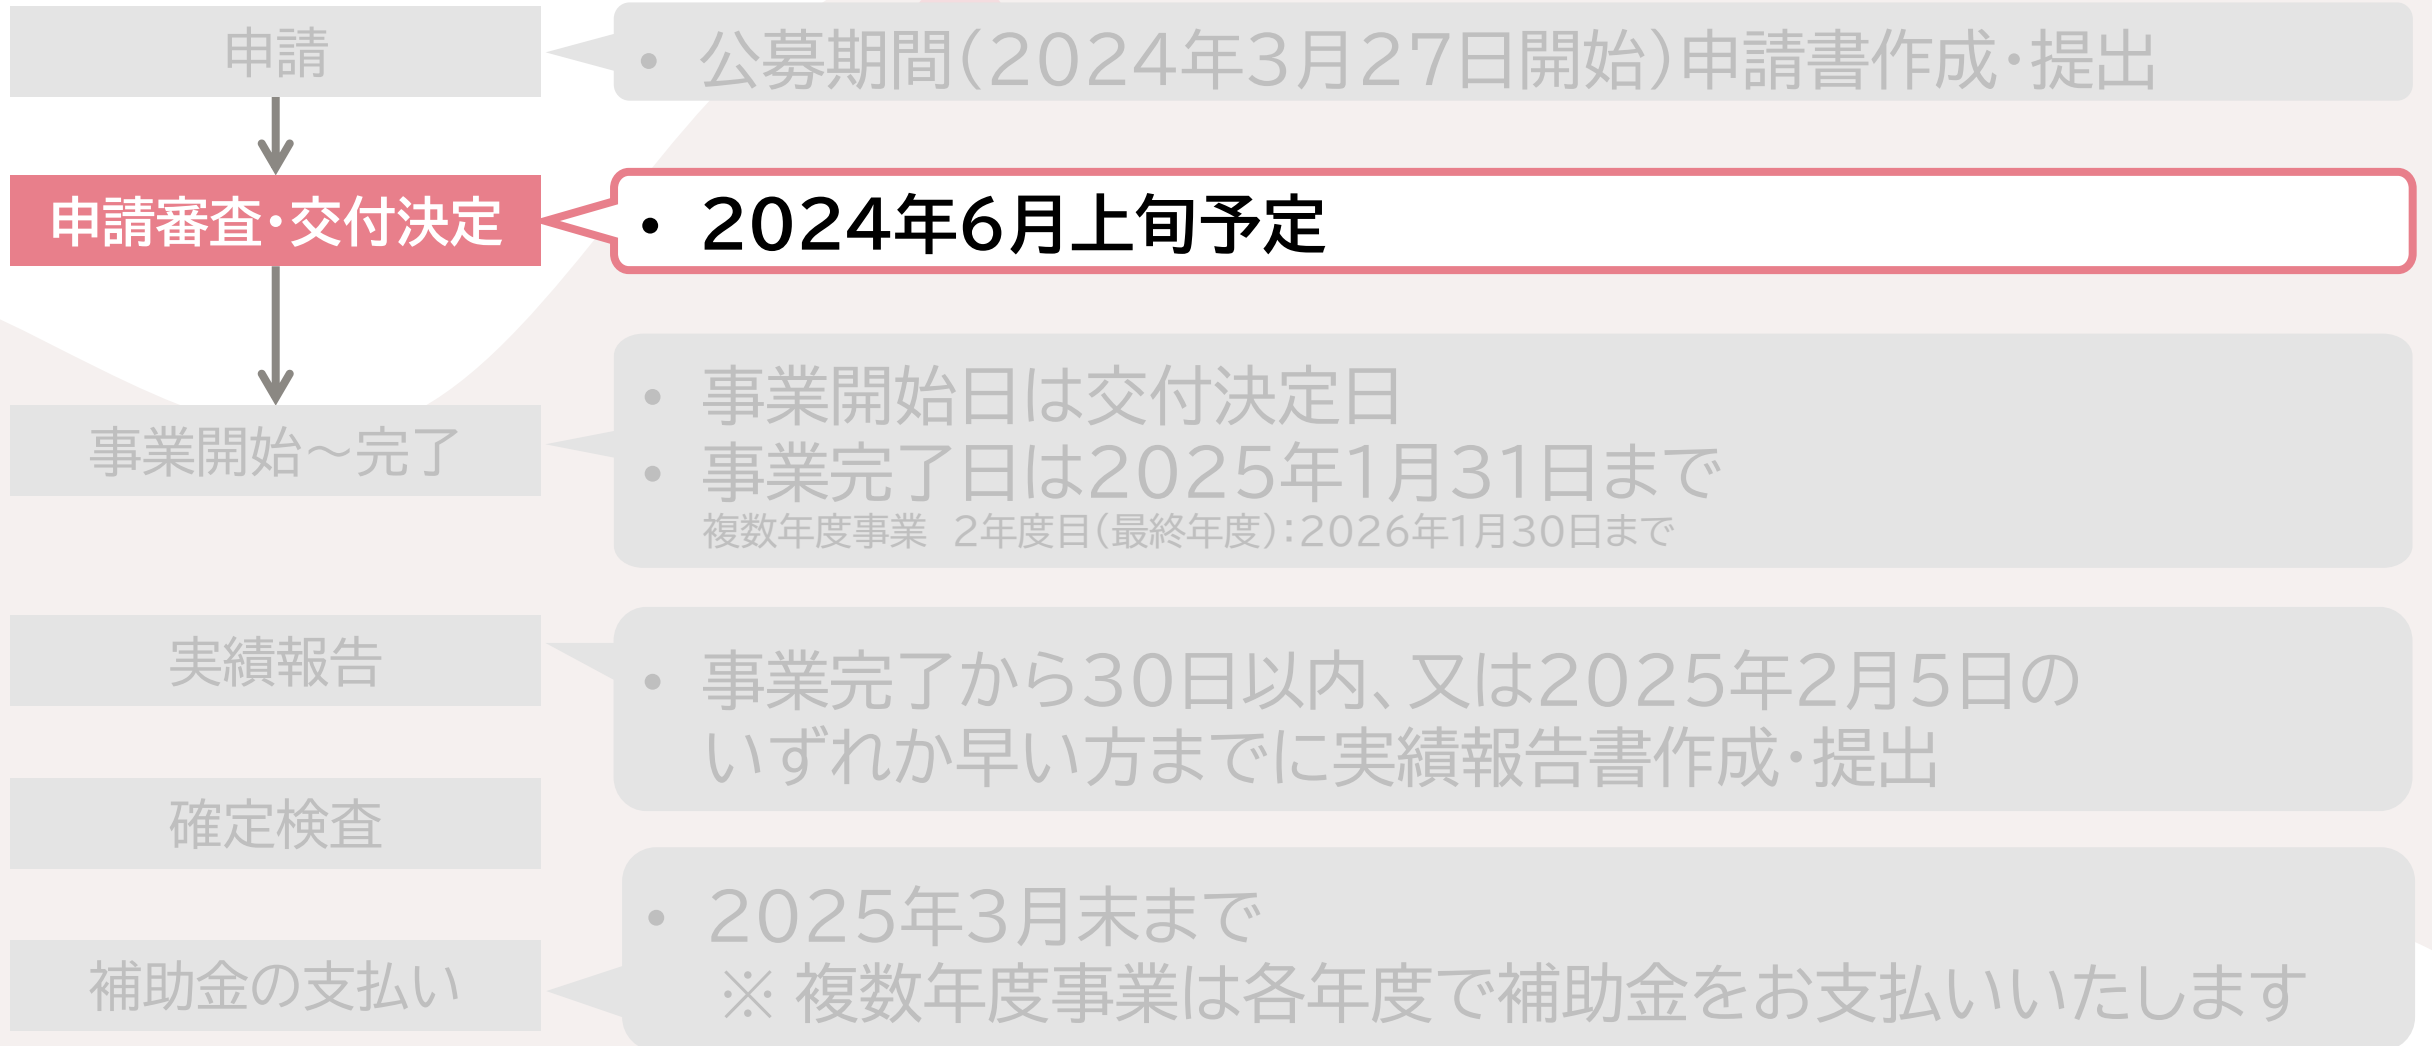 申請
• 公募期間（2024年3月27日開始）申請書作成・提出
申請審査・交付決定
• 2024年6月上旬予定
事業開始～完了
• 事業開始日は交付決定日
• 事業完了日は2025年1月31日まで
複数年度事業　2年度目（最終年度）：2026年1月30日まで
実績報告
• 事業完了から30日以内、又は2025年2月5日の
いずれか早い方までに実績報告書作成・提出
確定検査
補助金の支払い
• 2025年3月末まで
※ 複数年度事業は各年度で補助金をお支払いいたします